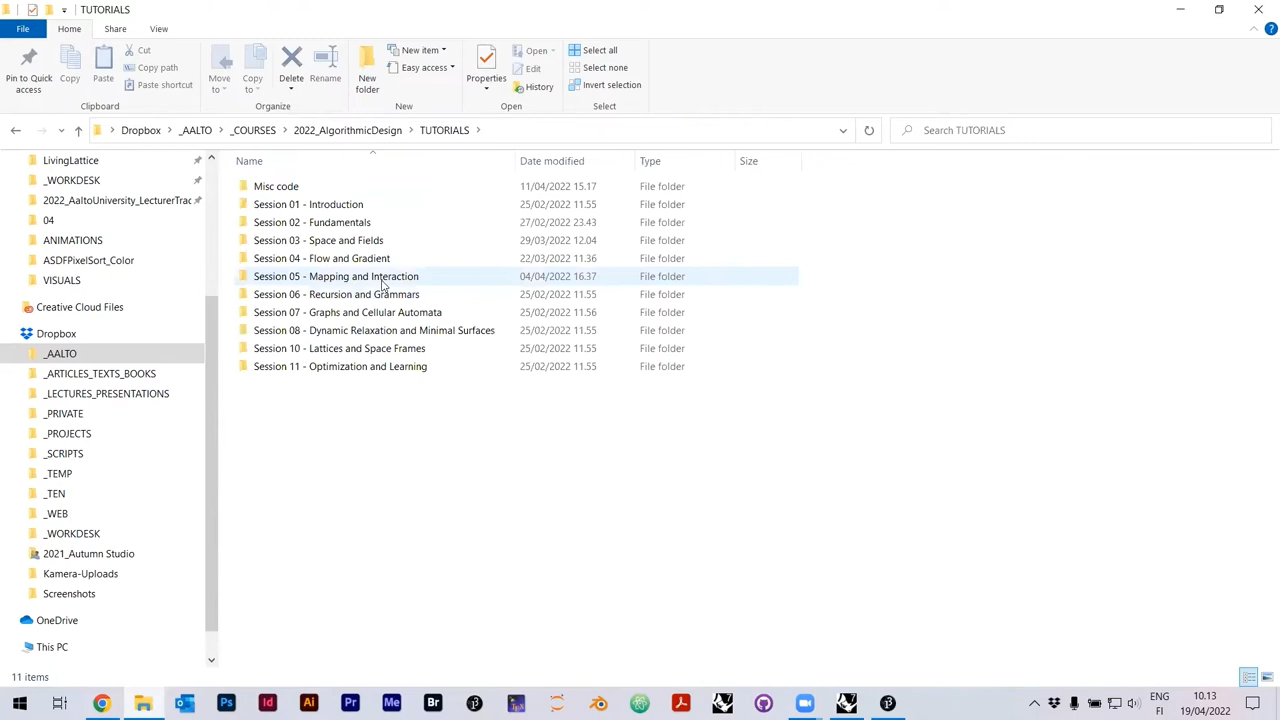 TUTORIALS
File
Home
Share
View
Pin to Quick access
Copy
Paste
Cut
Copy path
Paste shortcut
Clipboard
Move to
Copy to
Delete
Rename
Organize
New folder
New item
Easy access
New
Properties
Open
Edit
History
Open
Select all
Select none
Invert selection
Select
Dropbox
_AALTO
_COURSES
2022_AlgorithmicDesign
TUTORIALS
Search TUTORIALS
Name
Date modified
Type
Size
Misc code 11/04/2022 15.17 File folder
Session 01 - Introduction 25/02/2022 11.55 File folder
Session 02 - Fundamentals 27/02/2022 23.43 File folder
Session 03 - Space and Fields 29/03/2022 12.04 File folder
Session 04 - Flow and Gradient 22/03/2022 11.36 File folder
Session 05 - Mapping and Interaction 04/04/2022 16.37 File folder
Session 06 - Recursion and Grammars 25/02/2022 11.55 File folder
Session 07 - Graphs and Cellular Automata 25/02/2022 11.56 File folder
Session 08 - Dynamic Relaxation and Minimal Surfaces 25/02/2022 11.55 File folder
Session 10 - Lattices and Space Frames 25/02/2022 11.55 File folder
Session 11 - Optimization and Learning 25/02/2022 11.55 File folder
LivingLattice
_WORKDESK
2022_AaltoUniversity_LecturerTrac
04
ANIMATIONS
ASDFPixelSort_Color
VISUALS
Creative Cloud Files
Dropbox
_AALTO
_ARTICLES_TEXTS_BOOKS
_LECTURES_PRESENTATIONS
_PRIVATE
_PROJECTS
_SCRIPTS
_TEMP
_TEN
_WEB
_WORKDESK
2021_Autumn Studio
Kamera-Uploads
Screenshots
OneDrive
This PC
11 items
Ps
Id
Ai
Pr
Me
Br
ENG
FI
10.13
19/04/2022